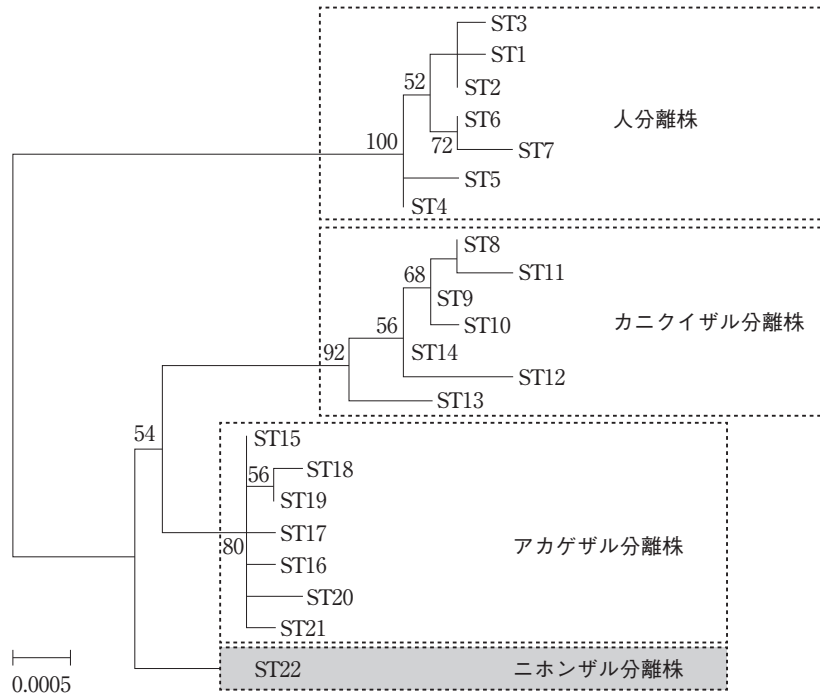 ST3
ST1
52
ST2
ST6
人分離株
100
72
ST7
ST5
ST4
ST8
68
ST11
ST9
カニクイザル分離株
56
ST10
92
ST14
ST12
ST13
54
ST15
56
ST18
ST19
ST17
80
アカゲザル分離株
ST16
ST20
ST21
0.0005
ST22
ニホンザル分離株